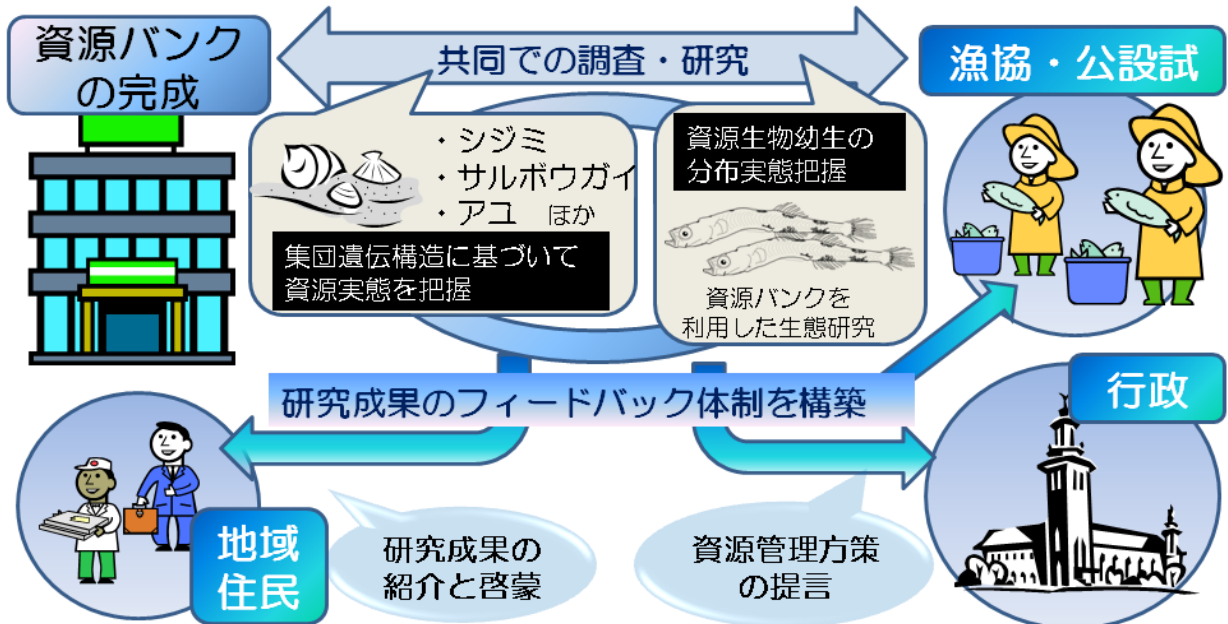 資源バンク
の完成
共同での調査・研究
漁協・公設試
・シジミ
・サルボウガイ
・アユ ほか
集団遺伝構造に基づいて
資源実態を把握
資源生物幼生の
分布実態把握
資源バンクを
利用した生態研究
研究成果のフィードバック体制を構築
行政
地域
住民
研究成果の
紹介と啓蒙
資源管理方策
の提言